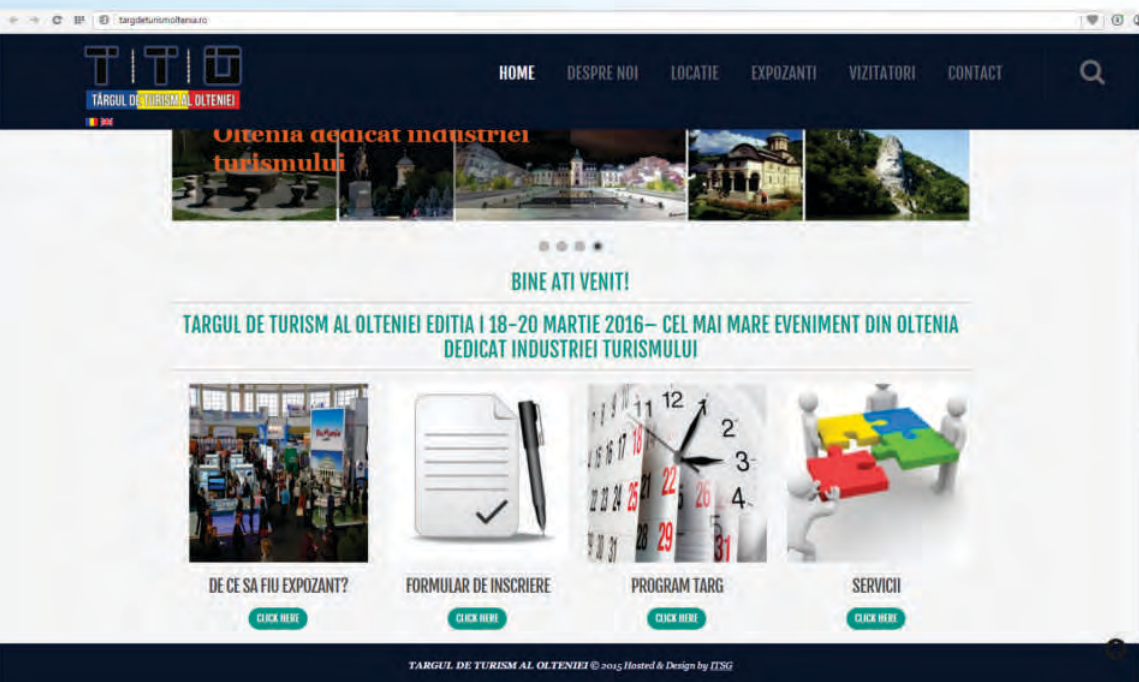 targdeturismoltenia.ro
TTO
TÂRGUL DE TURISM AL OLTENIEI
HOME DESPRE NOI LOCATIE EXPOZANTI VIZITATORI CONTACT
Oltenia dedicat industriei
turismului
BINE ATI VENIT!
TARGUL DE TURISM AL OLTENIEI EDITIA I 18-20 MARTIE 2016– CEL MAI MARE EVENIMENT DIN OLTENIA
DEDICAT INDUSTRIEI TURISMULUI
DE CE SA FIU EXPOZANT? FORMULAR DE INSCRIERE PROGRAM TARG SERVICII
CLICK HERE CLICK HERE CLICK HERE CLICK HERE
TARGUL DE TURISM AL OLTENIEI © 2015 Hosted & Design by ITSG